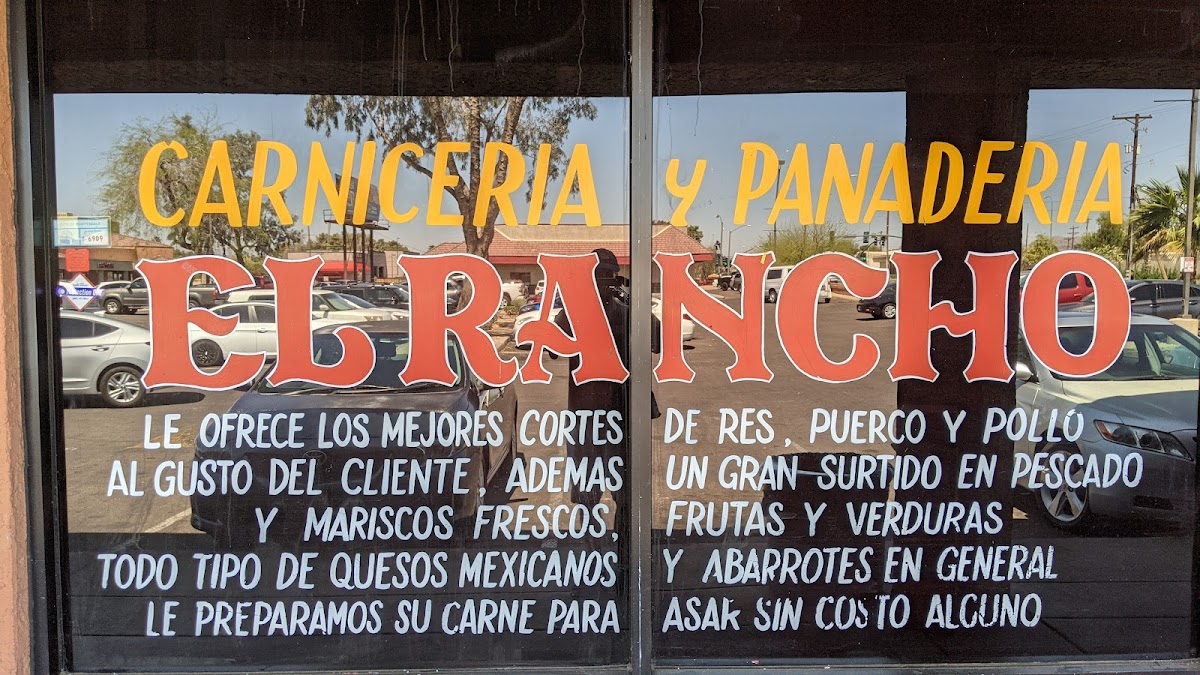 CARNICERIA Y PANADERIA
EL RANCHO
LE OFRECE LOS MEJORES CORTES DE RES, PUERCO Y POLLO
AL GUSTO DEL CLIENTE, ADEMAS UN GRAN SURTIDO EN PESCADO
Y MARISCOS FRESCOS, FRUTAS Y VERDURAS
TODO TIPO DE QUESOS MEXICANOS Y ABARROTES EN GENERAL
LE PREPARAMOS SU CARNE PARA ASAR SIN COSTO ALGUNO